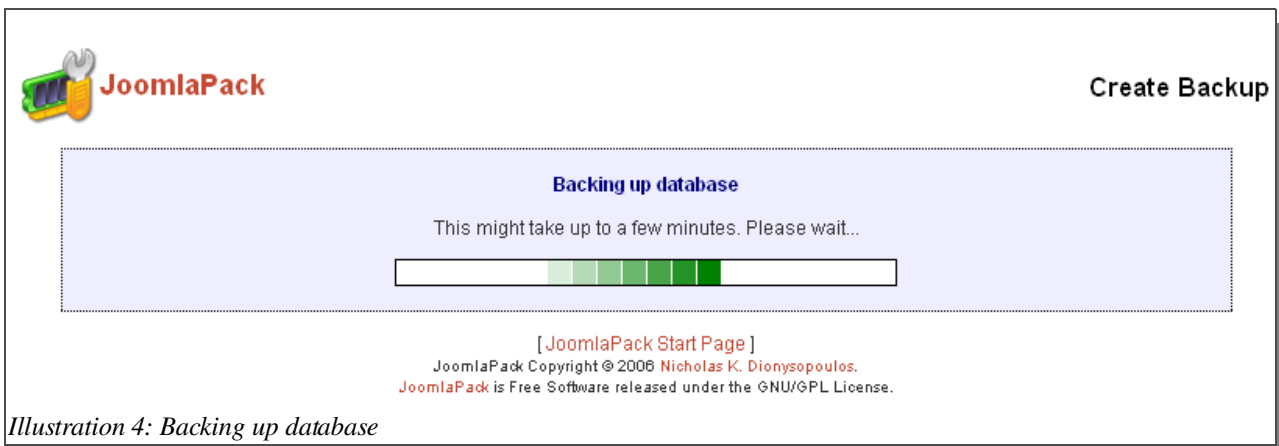 JoomlaPack
Create Backup
Backing up database
This might take up to a few minutes. Please wait...
[ JoomlaPack Start Page ]
JoomlaPack Copyright © 2006 Nicholas K. Dionysopoulos.
JoomlaPack is Free Software released under the GNU/GPL License.
Illustration 4: Backing up database